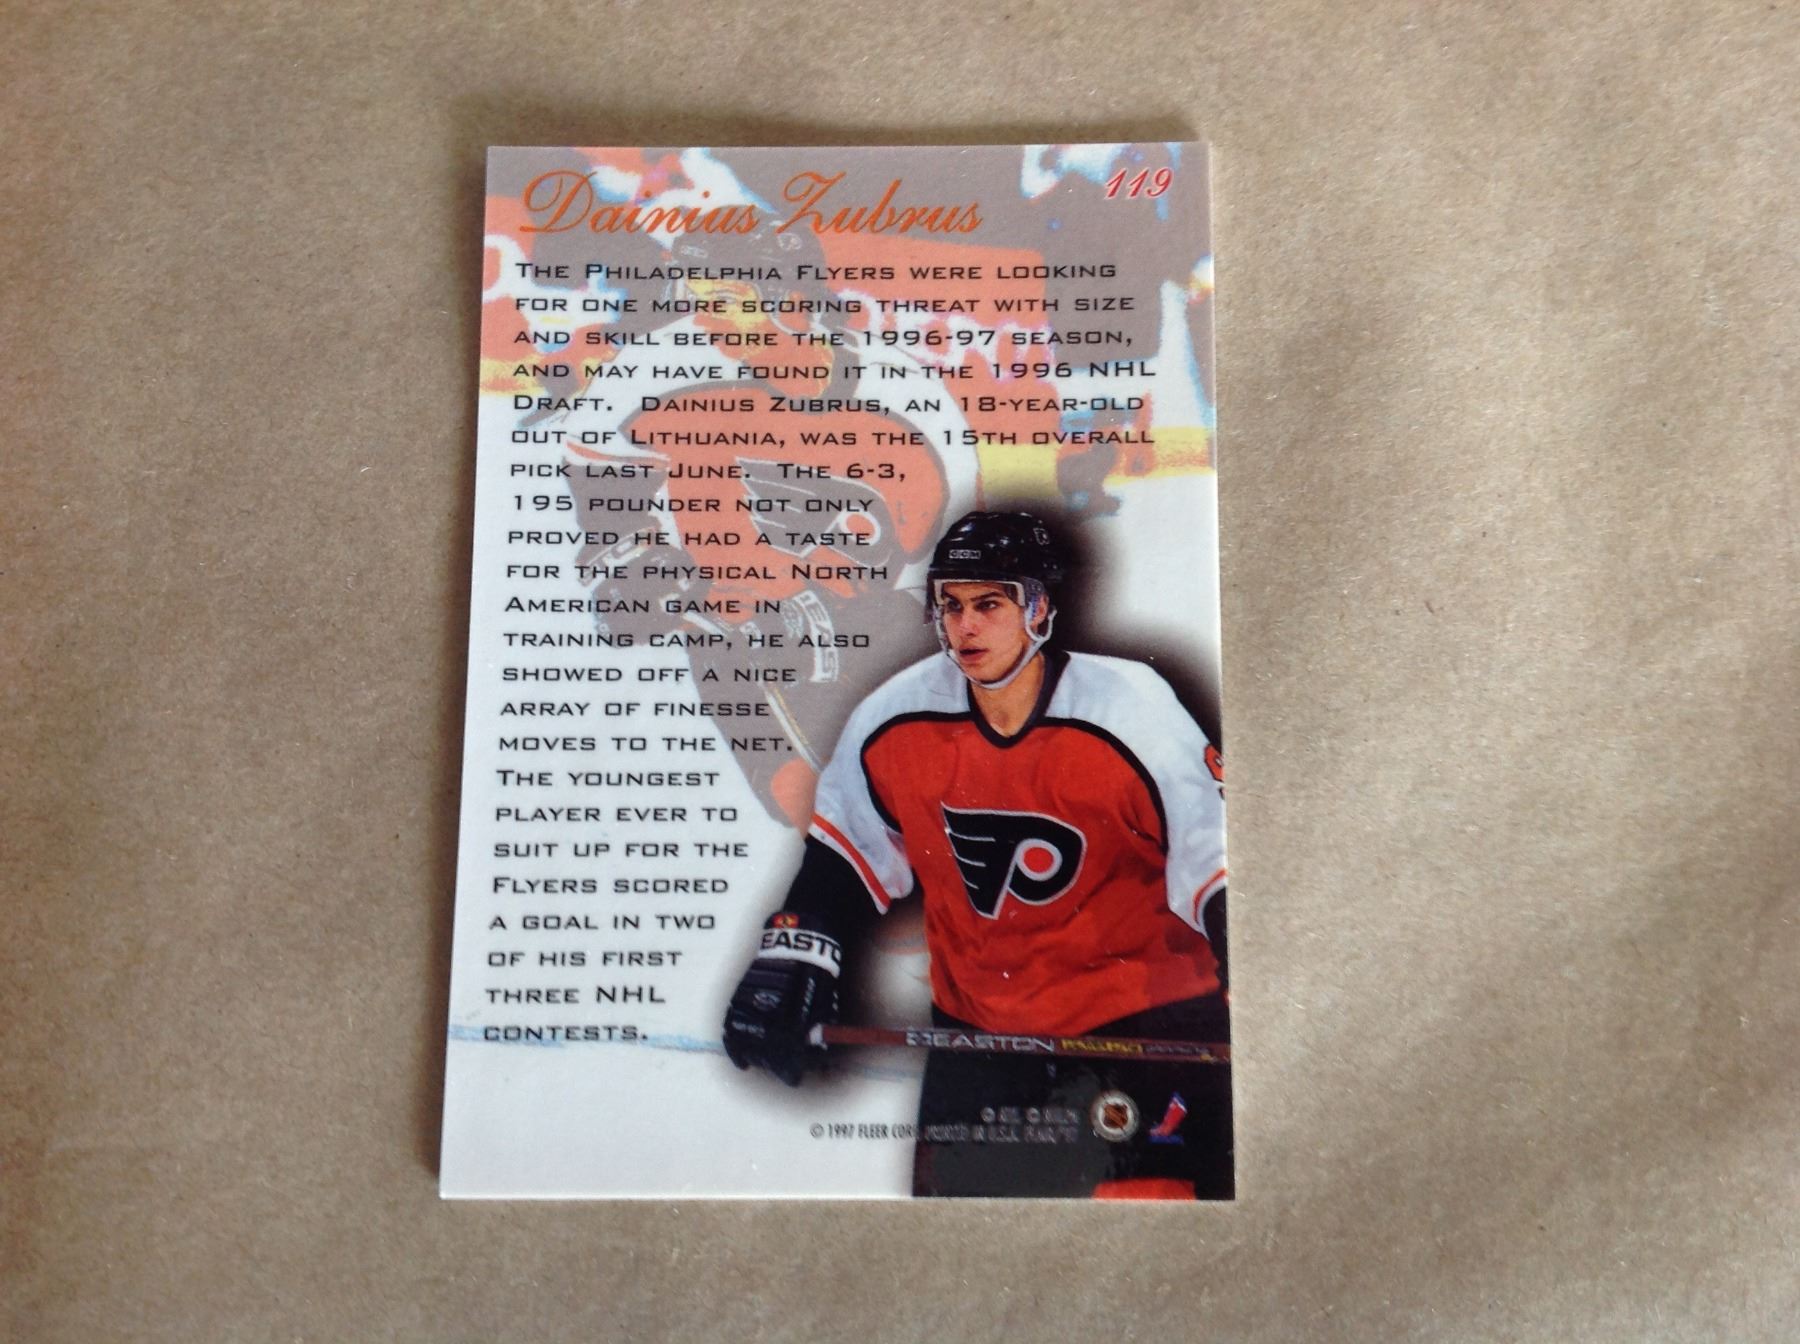 Dainius Zubrus 119
THE PHILADELPHIA FLYERS WERE LOOKING
FOR ONE MORE SCORING THREAT WITH SIZE
AND SKILL BEFORE THE 1996-97 SEASON,
AND MAY HAVE FOUND IT IN THE 1996 NHL
DRAFT. DAINIUS ZUBRUS, AN 18-YEAR-OLD
OUT OF LITHUANIA, WAS THE 15TH OVERALL
PICK LAST JUNE. THE 6-3,
195 POUNDER NOT ONLY
PROVED HE HAD A TASTE
FOR THE PHYSICAL NORTH
AMERICAN GAME IN
TRAINING CAMP, HE ALSO
SHOWED OFF A NICE
ARRAY OF FINESSE
MOVES TO THE NET.
THE YOUNGEST
PLAYER EVER TO
SUIT UP FOR THE
FLYERS SCORED
A GOAL IN TWO
OF HIS FIRST
THREE NHL
CONTESTS.
CCM
EASTO
EASTON
© 1997 FLEER CORP. PRINTED IN U.S.A.